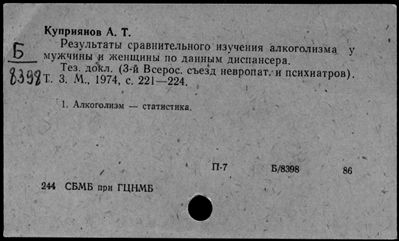 Куприянов А. Т.
Результаты сравнительного изучения алкоголизма у
мужчины и женщины по данным диспансера.
Б
8398
Тез. докл. (3-й Всерос. съезд невропат. и психиатров).
Т. 3. М., 1974, с. 221—224.
1. Алкоголизм — статистика.
П-7 Б/8398 86
244 СБМБ при ГЦНМБ